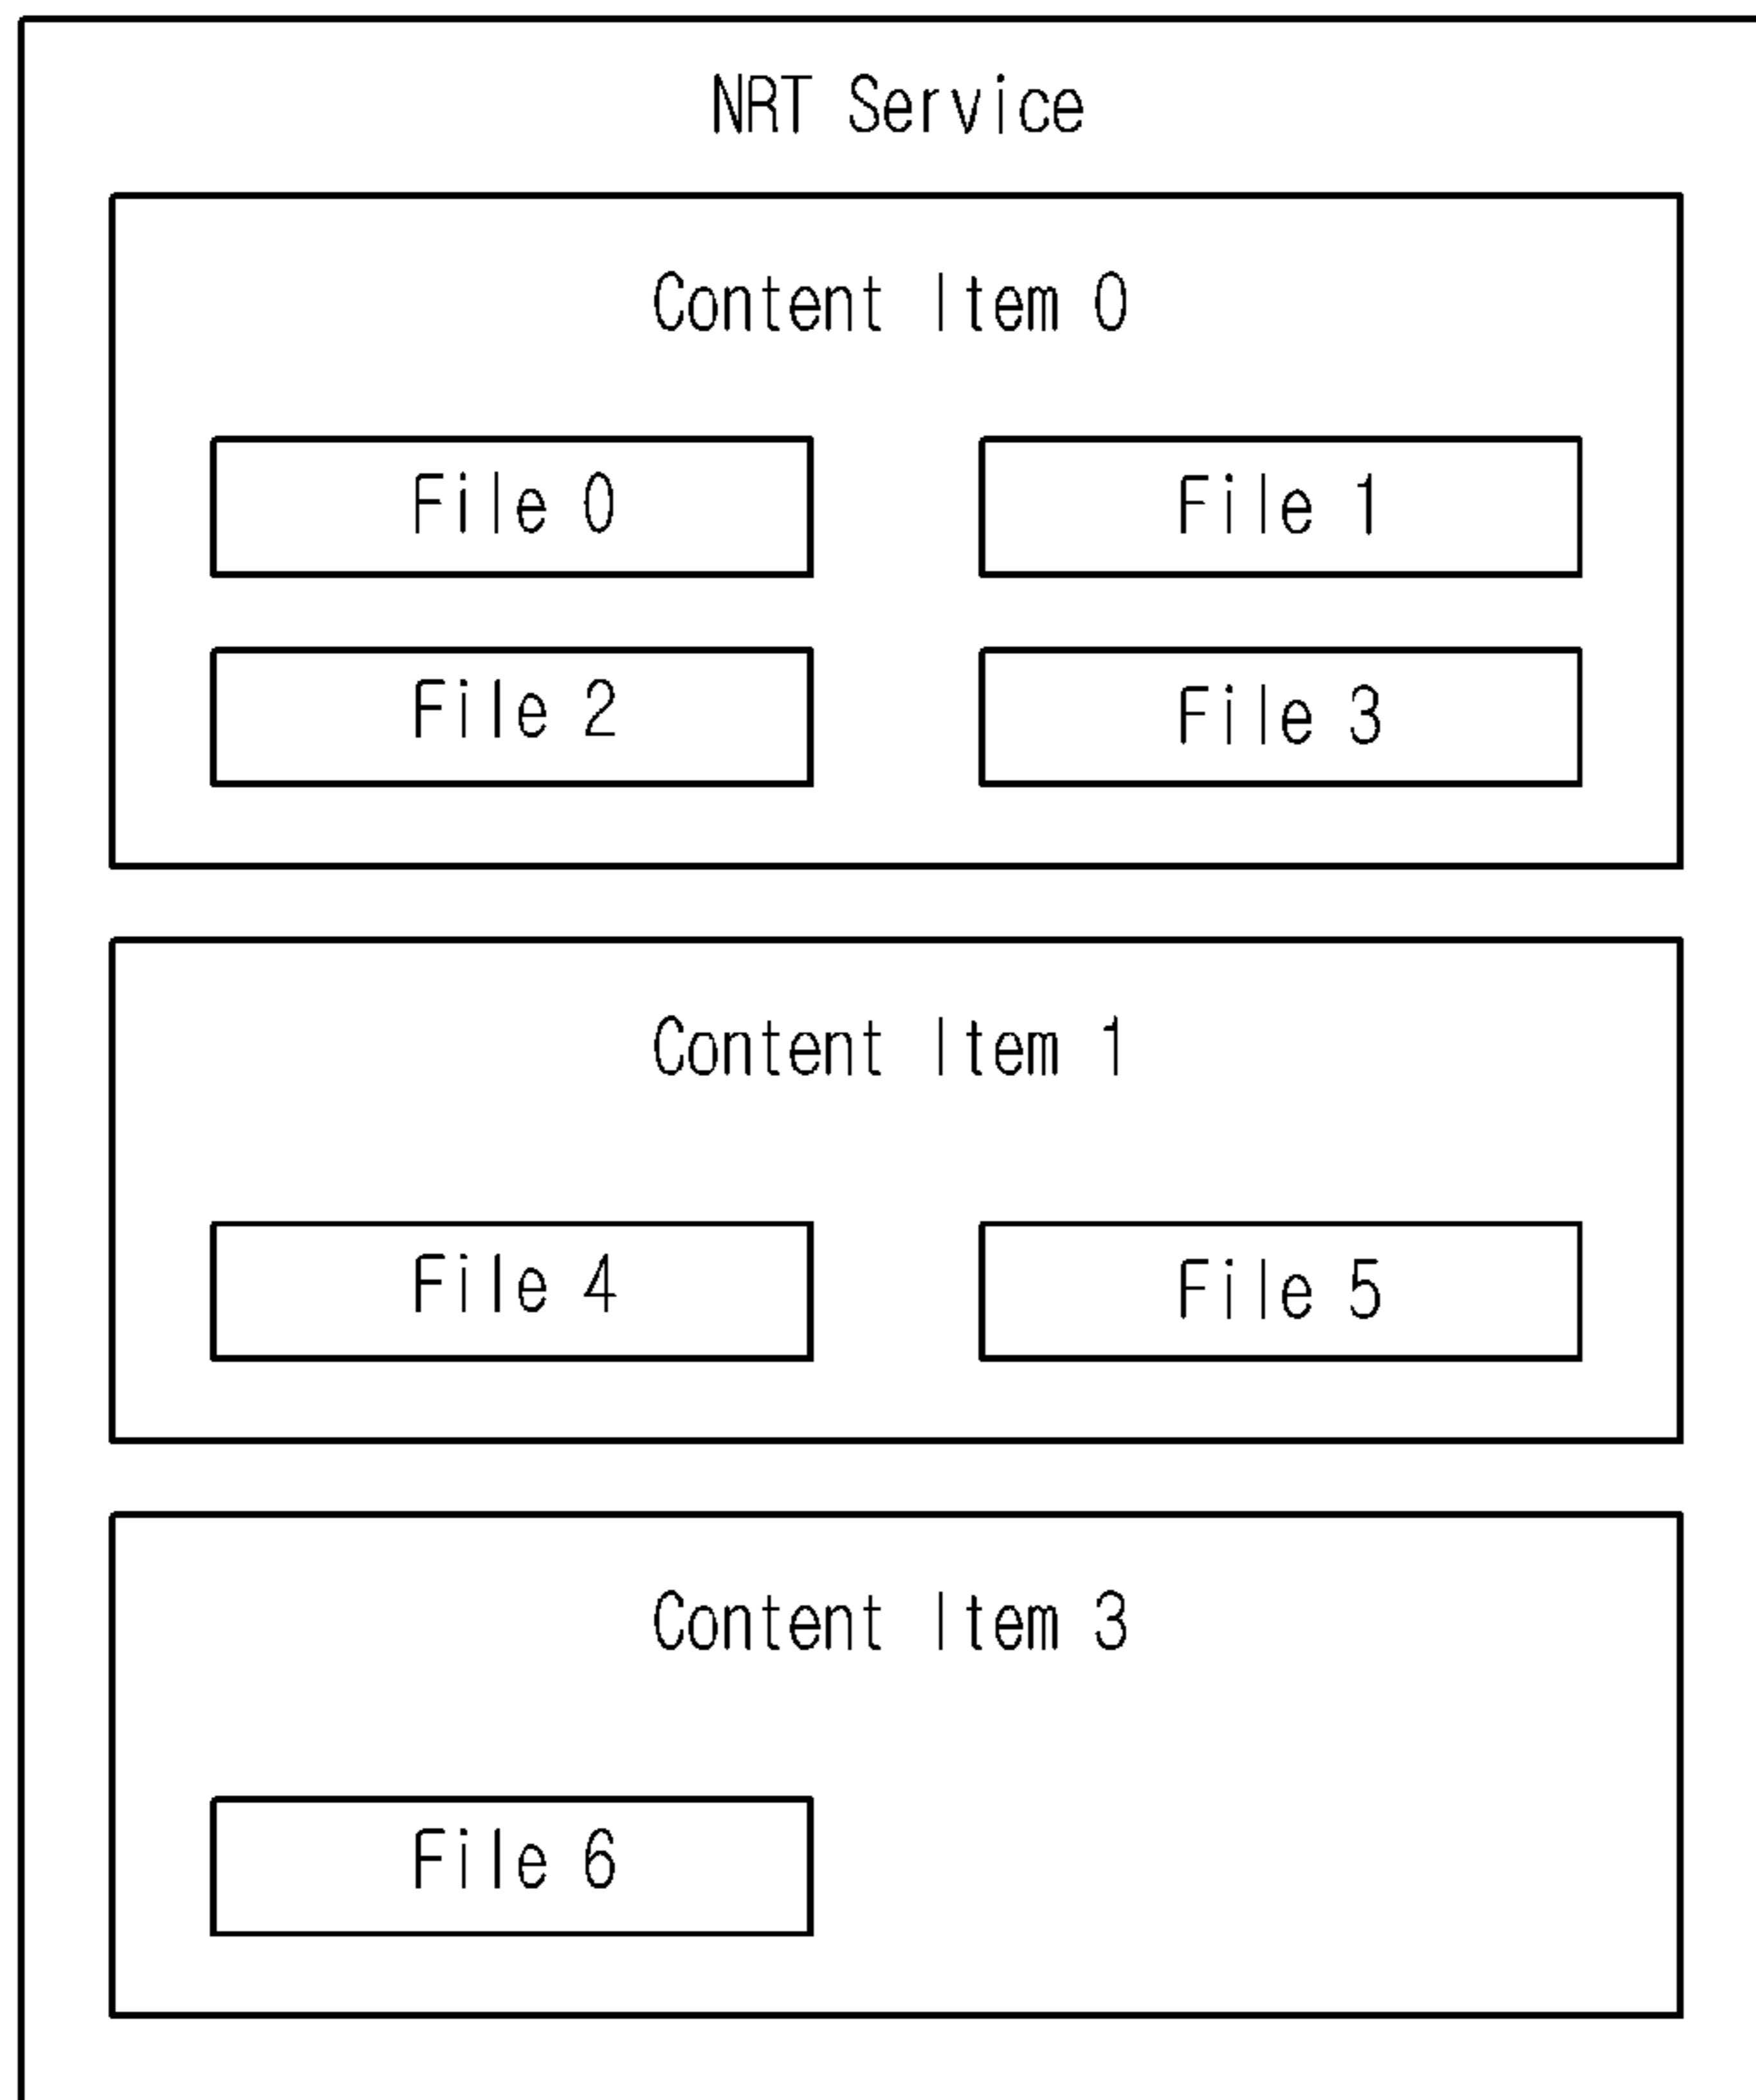 NRT Service
Content Item 0
File 0
File 1
File 2
File 3
Content Item 1
File 4
File 5
Content Item 3
File 6